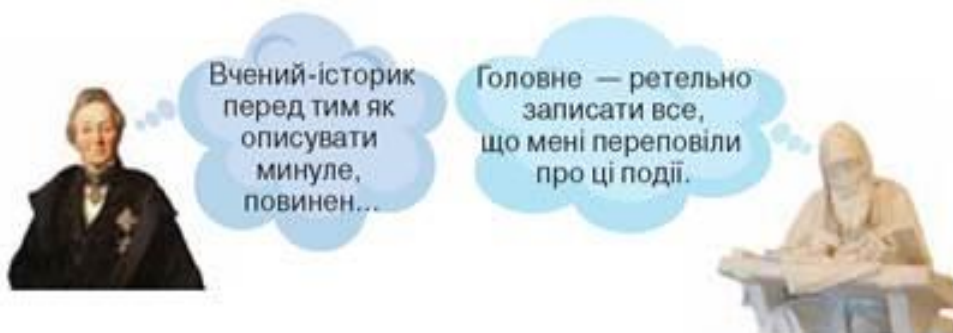 Вчений-історик
перед тим як
описувати
минуле,
повинен...
Головне — ретельно
записати все,
що мені переповіли
про ці події.